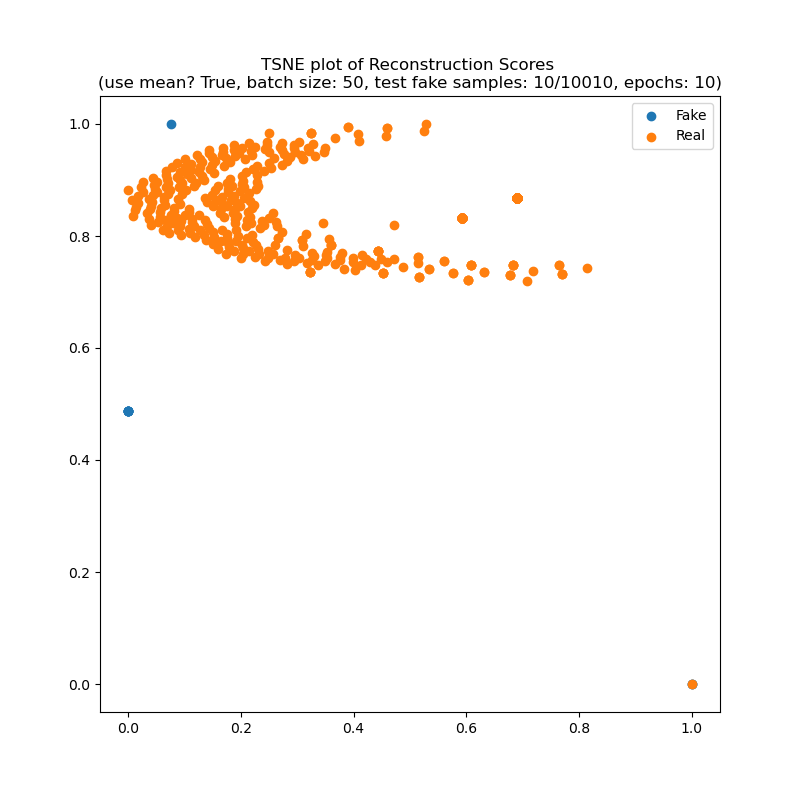 TSNE plot of Reconstruction Scores
(use mean? True, batch size: 50, test fake samples: 10/10010, epochs: 10)
Fake
Real
1.0
0.8
0.6
0.4
0.2
0.0
0.0 0.2 0.4 0.6 0.8 1.0